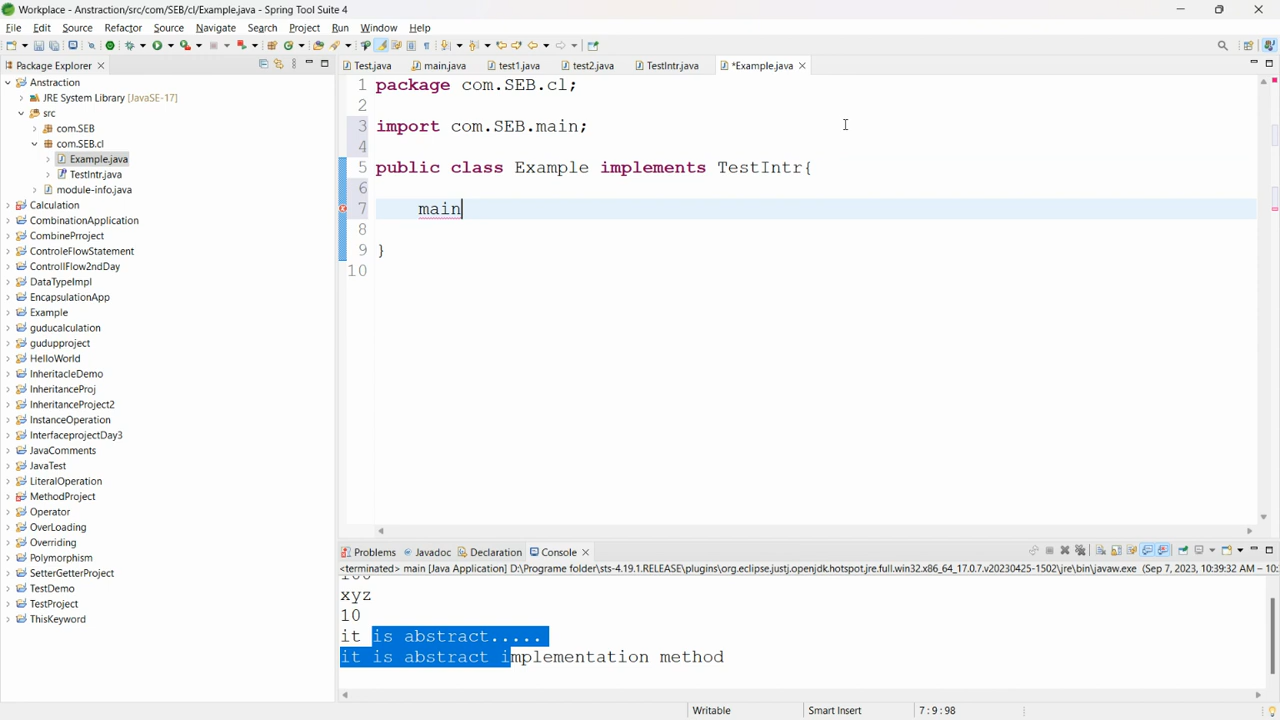 Workplace - Anstraction/src/com/SEB/cl/Example.java - Spring Tool Suite 4
File Edit Source Refactor Source Navigate Search Project Run Window Help
Package Explorer
Test.java main.java test1.java test2.java TestIntr.java *Example.java
Anstraction
JRE System Library [JavaSE-17]
src
com.SEB
com.SEB.cl
Example.java
TestIntr.java
module-info.java
Calculation
CombinationApplication
CombinePrroject
ControleFlowStatement
ControllFlow2ndDay
DataTypeImpl
EncapsulationApp
Example
guducalculation
gudupproject
HelloWorld
InheritacleDemo
InheritanceProj
InheritanceProject2
InstanceOperation
InterfaceprojectDay3
JavaComments
JavaTest
LiteralOperation
MethodProject
Operator
OverLoading
Overriding
Polymorphism
SetterGetterProject
TestDemo
TestProject
ThisKeyword
1 package com.SEB.cl;
2
3 import com.SEB.main;
4
5 public class Example implements TestIntr{
6
7 main
8
9 }
10
Problems Javadoc Declaration Console
<terminated> main [Java Application] D:\Programe folder\sts-4.19.1.RELEASE\plugins\org.eclipse.justj.openjdk.hotspot.jre.full.win32.x86_64_17.0.7.v20230425-1502\jre\bin\javaw.exe (Sep 7, 2023, 10:39:32 AM – 10:
xyz
10
it is abstract.....
it is abstract implementation method
Writable Smart Insert 7 : 9 : 98